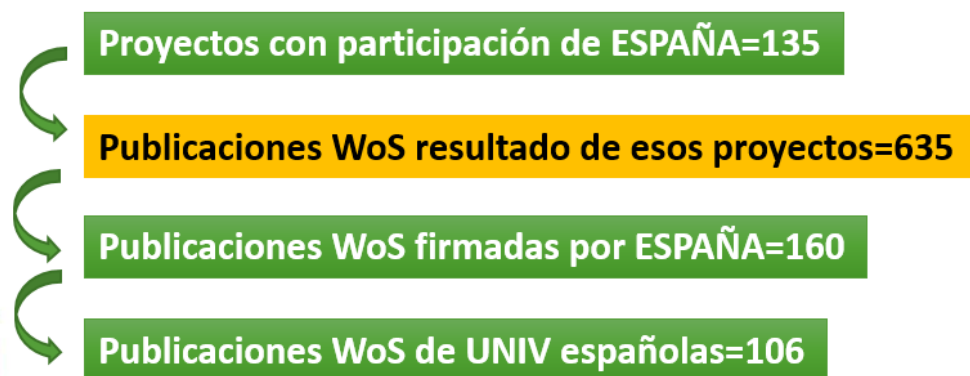 Proyectos con participación de ESPAÑA=135
Publicaciones WoS resultado de esos proyectos=635
Publicaciones WoS firmadas por ESPAÑA=160
Publicaciones WoS de UNIV españolas=106